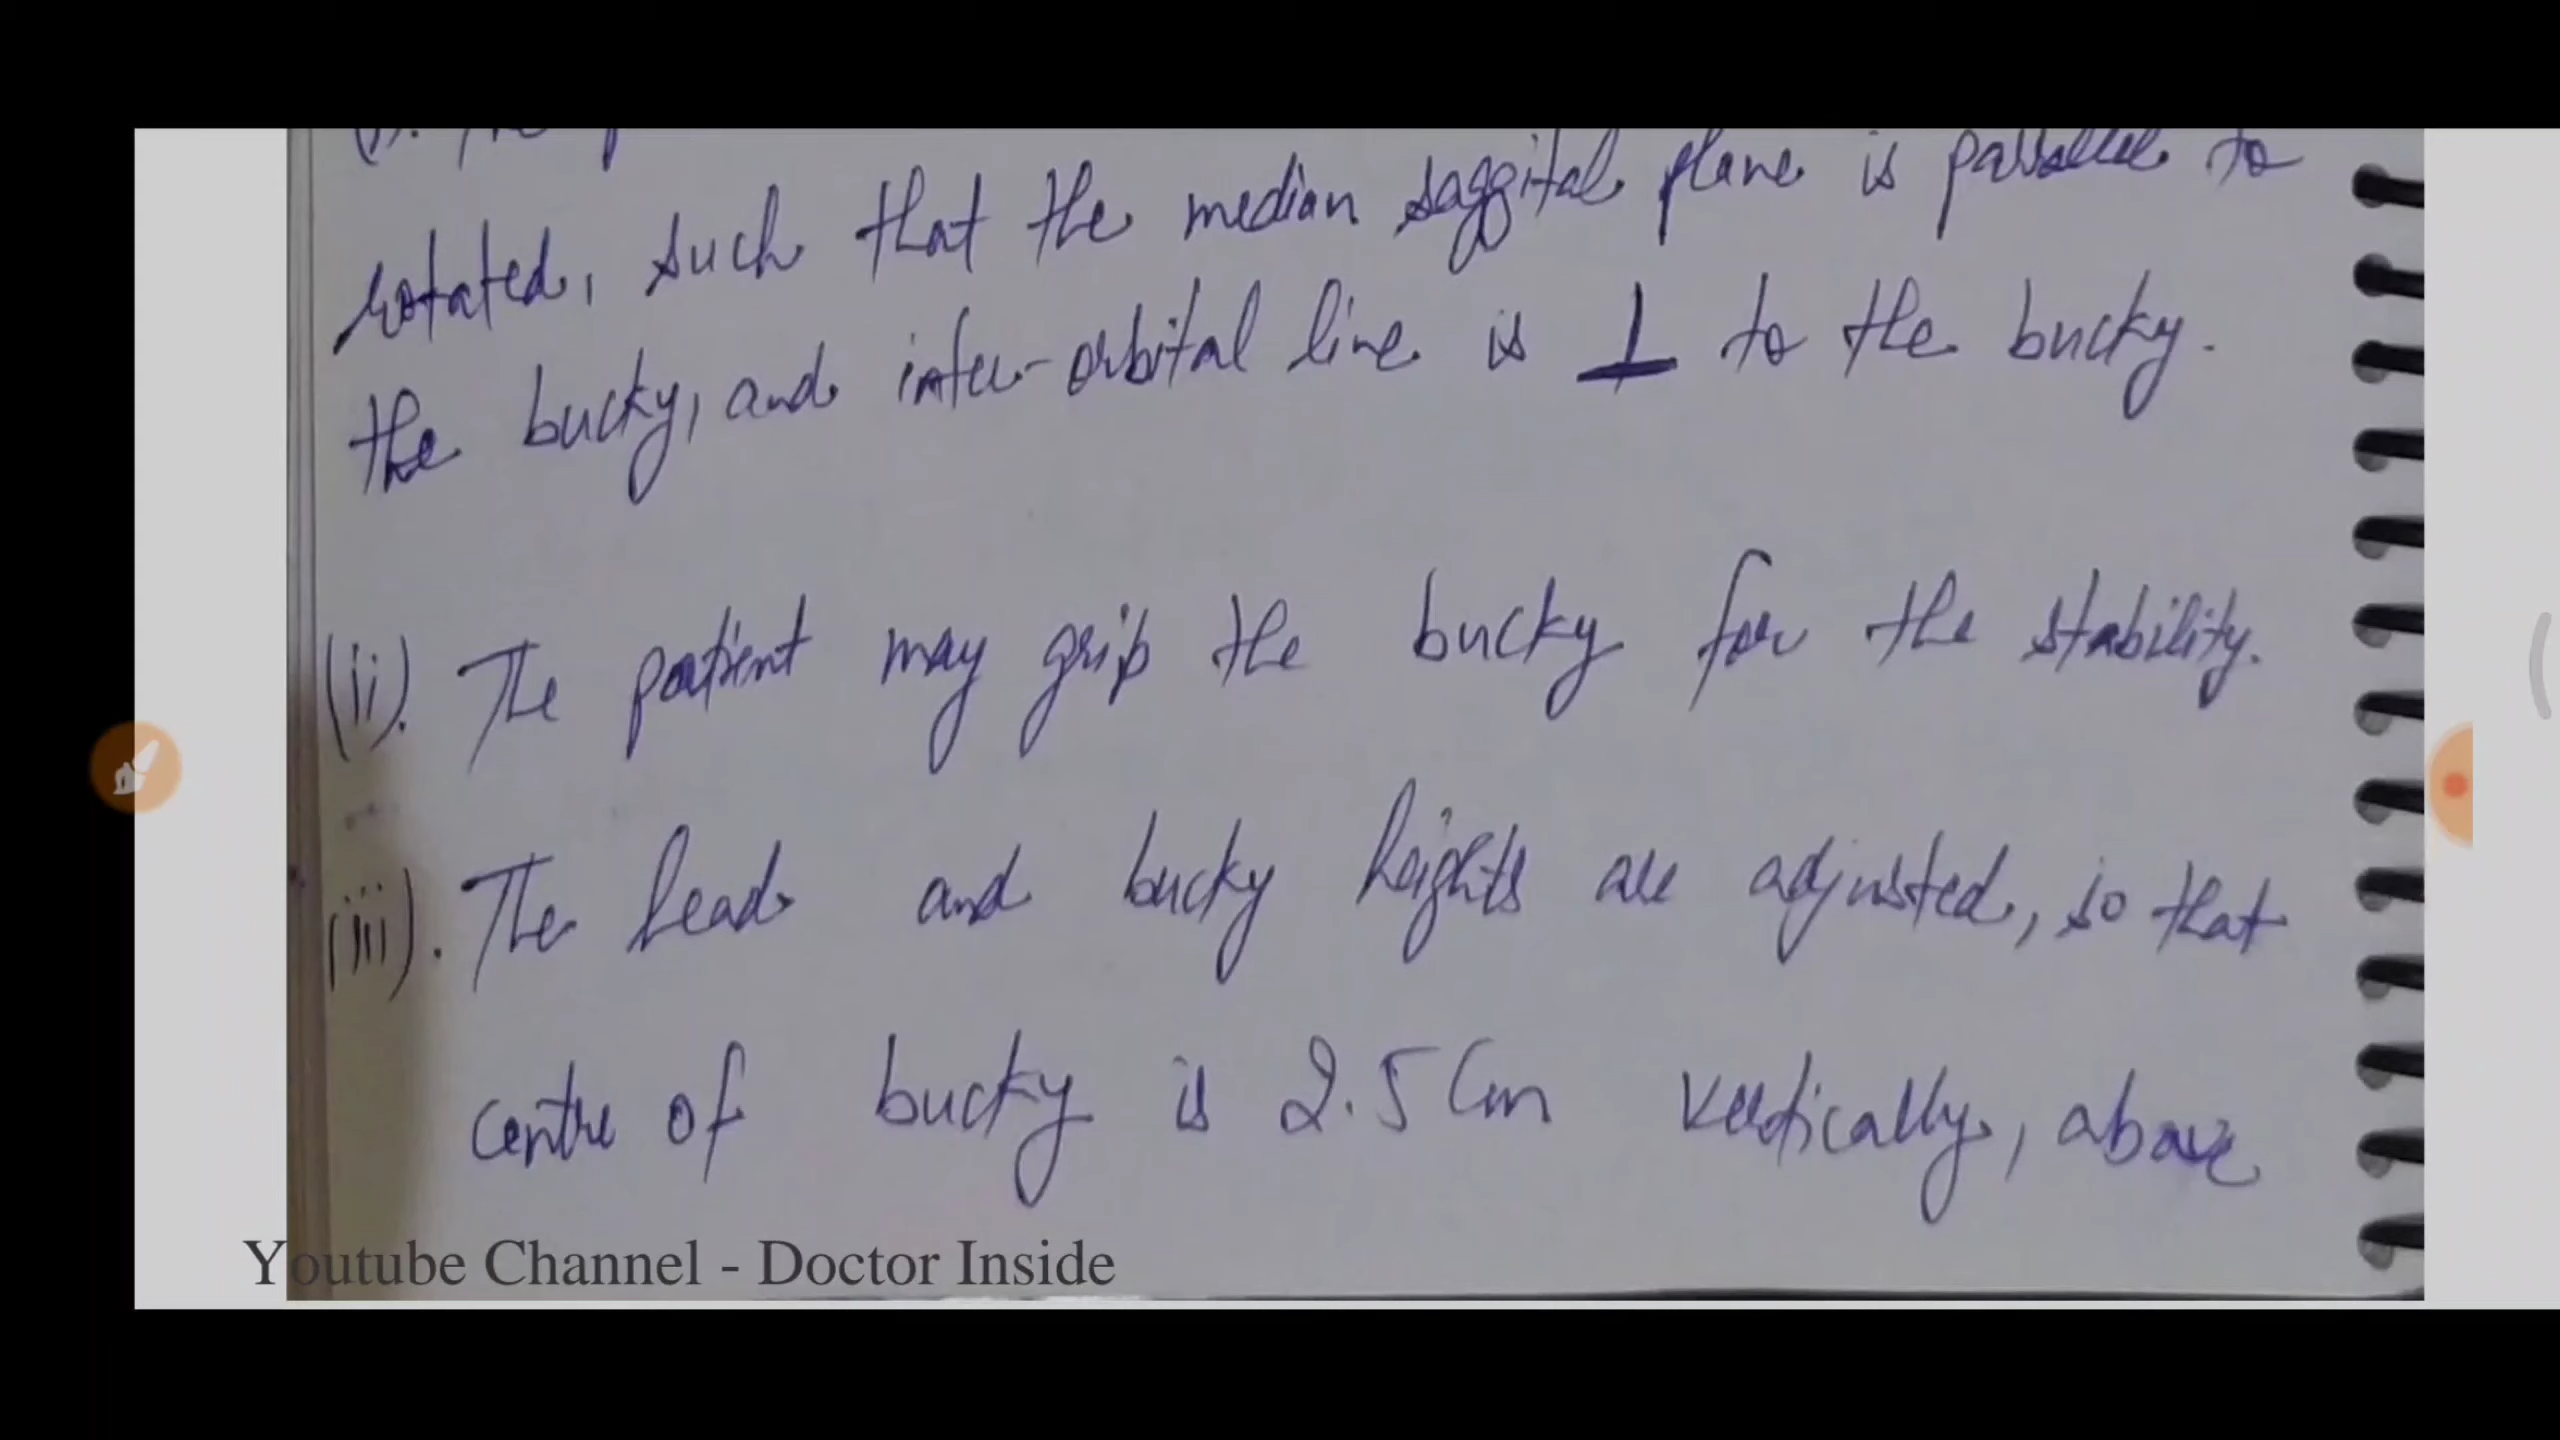 (i). The
rotated, such that the median saggital plane is parallel to
the bucky, and inter-orbital line is ⊥ to the bucky.
(ii). The patient may grip the bucky for the stability.
(iii). The head and bucky heights are adjusted, so that
centre of bucky is 2.5 Cm vertically, above
Youtube Channel - Doctor Inside